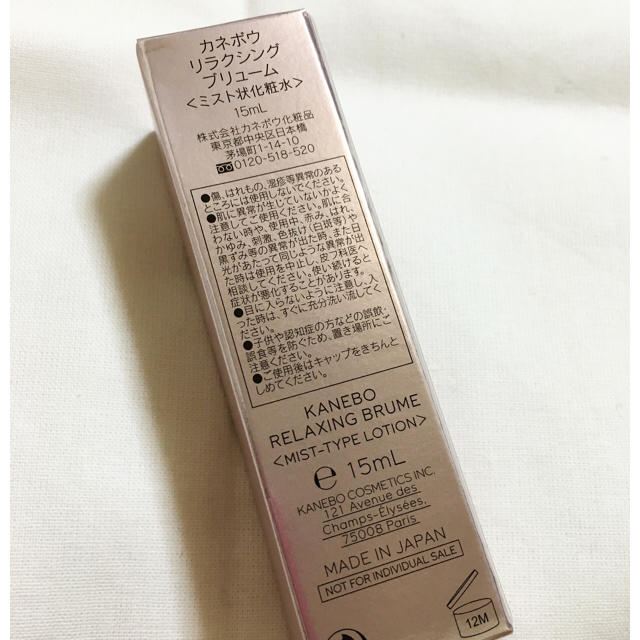 カネボウ
リラクシング
ブリューム
<ミスト状化粧水>
15mL
株式会社カネボウ化粧品
東京都中央区日本橋
茅場町1-14-10
0120-518-520
●傷、はれもの、湿疹等異常のある
ところには使用しないでください。
●肌に異常が生じていないかよく
注意してご使用ください。肌に合
わない時や、使用中、赤み、はれ、
かゆみ、刺激、色抜け(白斑等)や
黒ずみ等の異常が出た時、また日
光があたって同じような異常が出
た時は使用を中止し、皮フ科医へ
相談してください。使い続けると
症状が悪化することがあります。
●目に入らないように注意し、入
った時は、すぐに充分洗い流してく
ださい。
●子供や認知症の方などの誤飲・
誤食等を防ぐため、置き場所にご
注意ください。
●ご使用後はキャップをきちんと
しめてください。
KANEBO
RELAXING BRUME
<MIST-TYPE LOTION>
e 15mL
KANEBO COSMETICS INC.
121 Avenue des
Champs-Élysées,
75008 Paris
MADE IN JAPAN
NOT FOR INDIVIDUAL SALE
12M